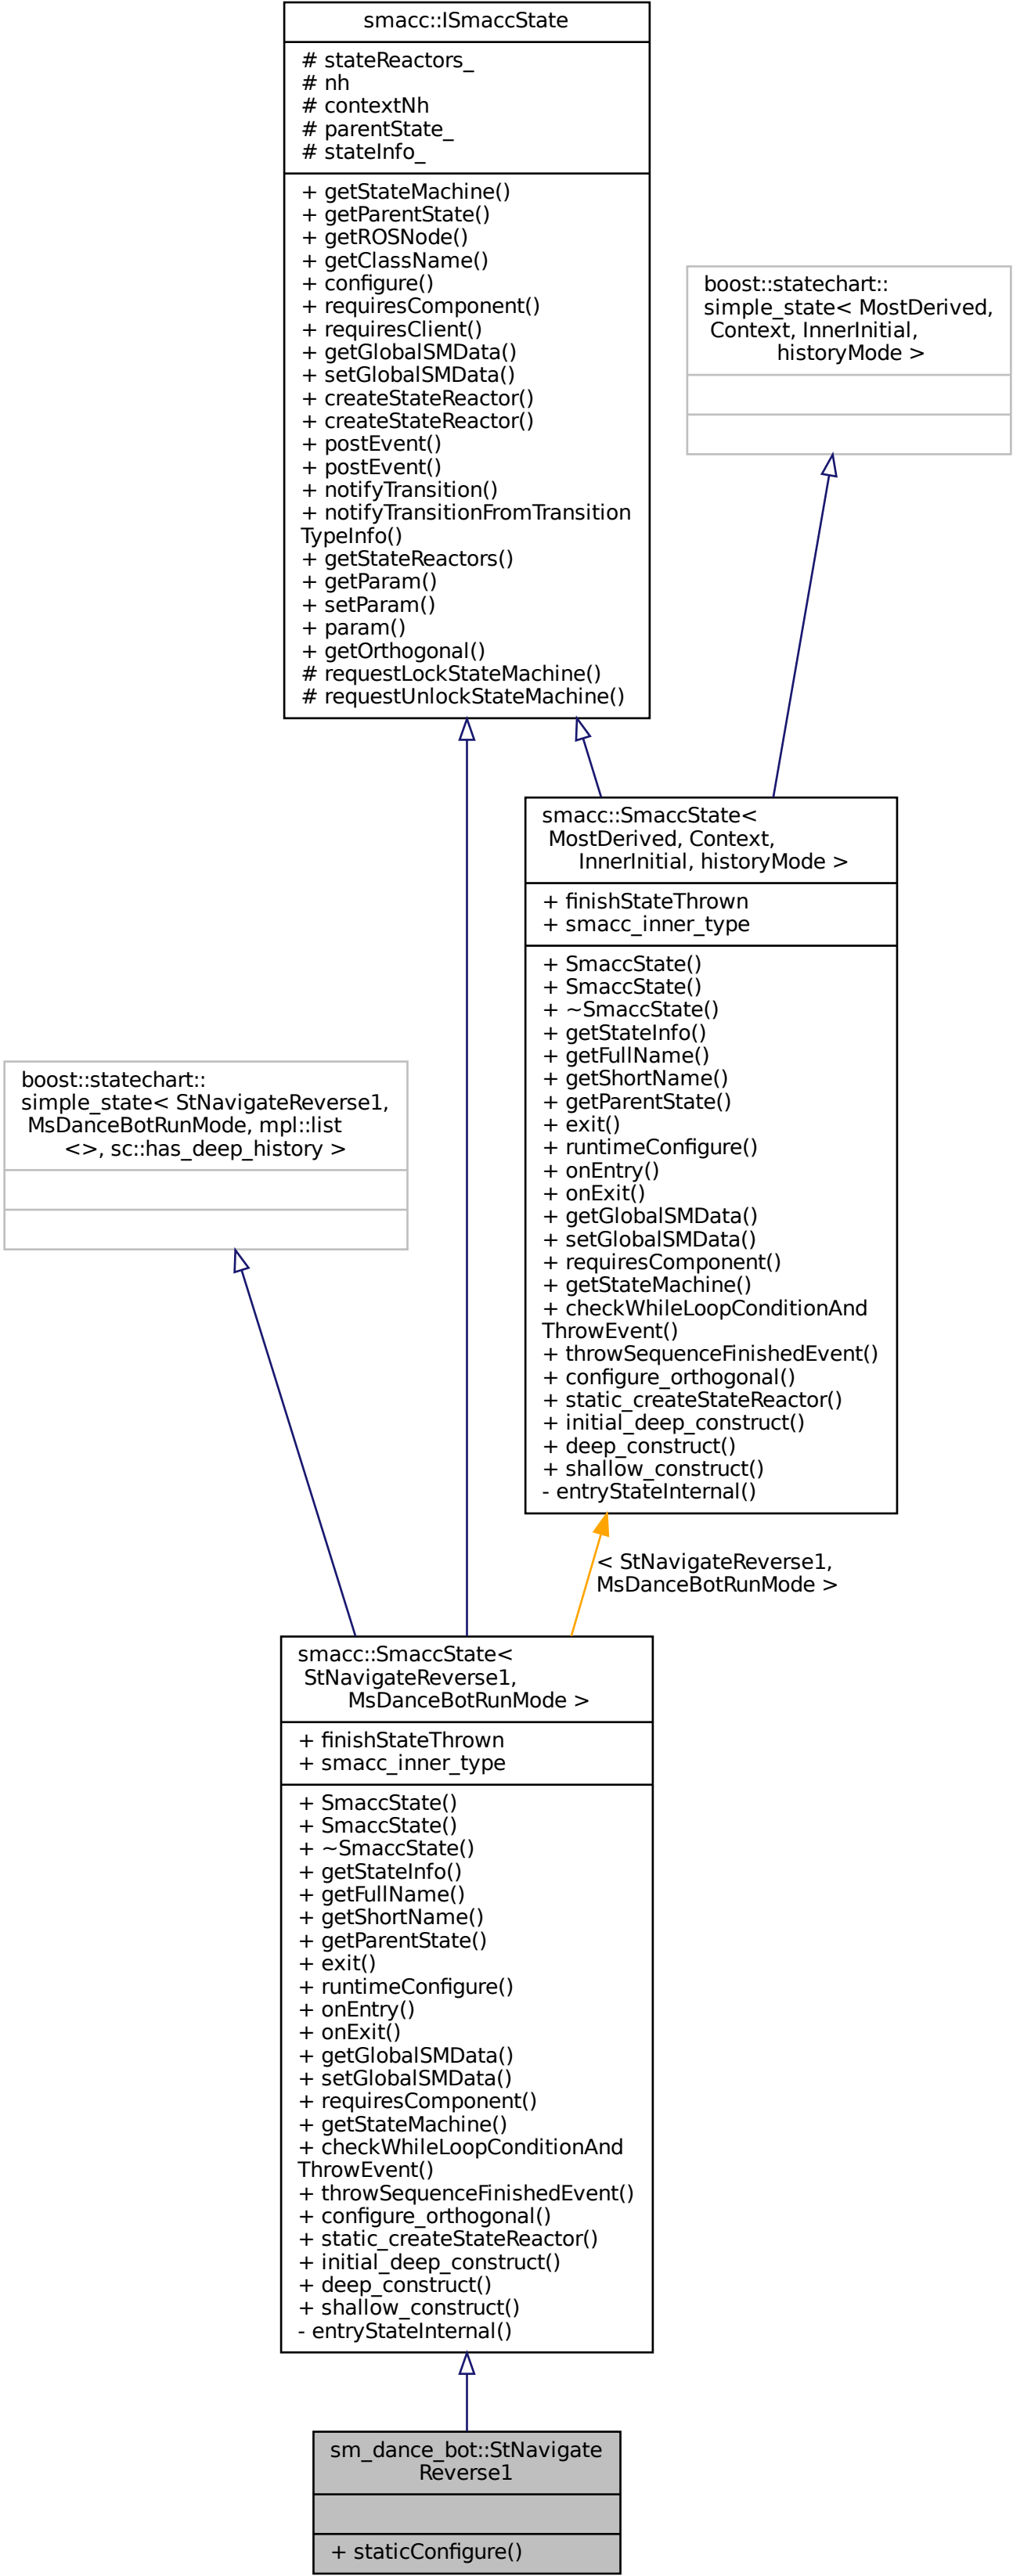 smacc::ISmaccState
# stateReactors_
# nh
# contextNh
# parentState_
# stateInfo_
+ getStateMachine()
+ getParentState()
+ getROSNode()
+ getClassName()
+ configure()
+ requiresComponent()
+ requiresClient()
+ getGlobalSMData()
+ setGlobalSMData()
+ createStateReactor()
+ createStateReactor()
+ postEvent()
+ postEvent()
+ notifyTransition()
+ notifyTransitionFromTransition
TypeInfo()
+ getStateReactors()
+ getParam()
+ setParam()
+ param()
+ getOrthogonal()
# requestLockStateMachine()
# requestUnlockStateMachine()
boost::statechart::
simple_state< MostDerived,
Context, InnerInitial,
historyMode >
smacc::SmaccState<
MostDerived, Context,
InnerInitial, historyMode >
+ finishStateThrown
+ smacc_inner_type
+ SmaccState()
+ SmaccState()
+ ~SmaccState()
+ getStateInfo()
+ getFullName()
+ getShortName()
+ getParentState()
+ exit()
+ runtimeConfigure()
+ onEntry()
+ onExit()
+ getGlobalSMData()
+ setGlobalSMData()
+ requiresComponent()
+ getStateMachine()
+ checkWhileLoopConditionAnd
ThrowEvent()
+ throwSequenceFinishedEvent()
+ configure_orthogonal()
+ static_createStateReactor()
+ initial_deep_construct()
+ deep_construct()
+ shallow_construct()
- entryStateInternal()
boost::statechart::
simple_state< StNavigateReverse1,
MsDanceBotRunMode, mpl::list
<>, sc::has_deep_history >
< StNavigateReverse1,
MsDanceBotRunMode >
smacc::SmaccState<
StNavigateReverse1,
MsDanceBotRunMode >
+ finishStateThrown
+ smacc_inner_type
+ SmaccState()
+ SmaccState()
+ ~SmaccState()
+ getStateInfo()
+ getFullName()
+ getShortName()
+ getParentState()
+ exit()
+ runtimeConfigure()
+ onEntry()
+ onExit()
+ getGlobalSMData()
+ setGlobalSMData()
+ requiresComponent()
+ getStateMachine()
+ checkWhileLoopConditionAnd
ThrowEvent()
+ throwSequenceFinishedEvent()
+ configure_orthogonal()
+ static_createStateReactor()
+ initial_deep_construct()
+ deep_construct()
+ shallow_construct()
- entryStateInternal()
sm_dance_bot::StNavigate
Reverse1
+ staticConfigure()